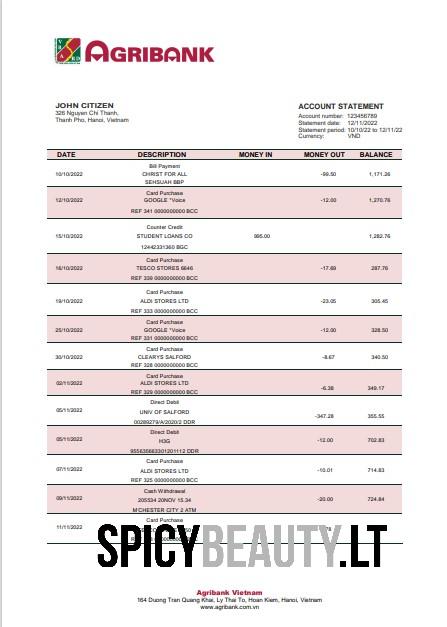 AGRIBANK
JOHN CITIZEN
326 Nguyen Chi Thanh,
Thanh Pho, Hanoi, Vietnam
ACCOUNT STATEMENT
Account number: 123456789
Statement date: 12/11/2022
Statement period: 10/10/22 to 12/11/22
Currency: VND
DATE DESCRIPTION MONEY IN MONEY OUT BALANCE
Bill Payment
10/10/2022 CHRIST FOR ALL -99.50 1,171.26
SEHSUAH BBP
Card Purchase
12/10/2022 GOOGLE *Voice -12.00 1,270.76
REF 341 0000000000 BCC
Counter Credit
15/10/2022 STUDENT LOANS CO 995.00 1,282.76
12442331360 BGC
Card Purchase
16/10/2022 TESCO STORES 6646 -17.69 287.76
REF 339 0000000000 BCC
Card Purchase
19/10/2022 ALDI STORES LTD -23.05 305.45
REF 333 0000000000 BCC
Card Purchase
25/10/2022 GOOGLE *Voice -12.00 328.50
REF 331 0000000000 BCC
Card Purchase
30/10/2022 CLEARYS SALFORD -8.67 340.50
REF 328 0000000000 BCC
Card Purchase
02/11/2022 ALDI STORES LTD -6.38 349.17
REF 329 0000000000 BCC
Direct Debit
05/11/2022 UNIV OF SALFORD -347.28 355.55
00289279/A/2020/2 DDR
Direct Debit
05/11/2022 H3G -12.00 702.83
955635663301201112 DDR
Card Purchase
07/11/2022 ALDI STORES LTD -10.01 714.83
REF 325 0000000000 BCC
Cash Withdrawal
09/11/2022 205534 20NOV 15.34 -20.00 724.84
M'CHESTER CITY 2 ATM
Card Purchase
11/11/2022
SPICYBEAUTY.LT
Agribank Vietnam
164 Duong Tran Quang Khai, Ly Thai To, Hoan Kiem, Hanoi, Vietnam
www.agribank.com.vn